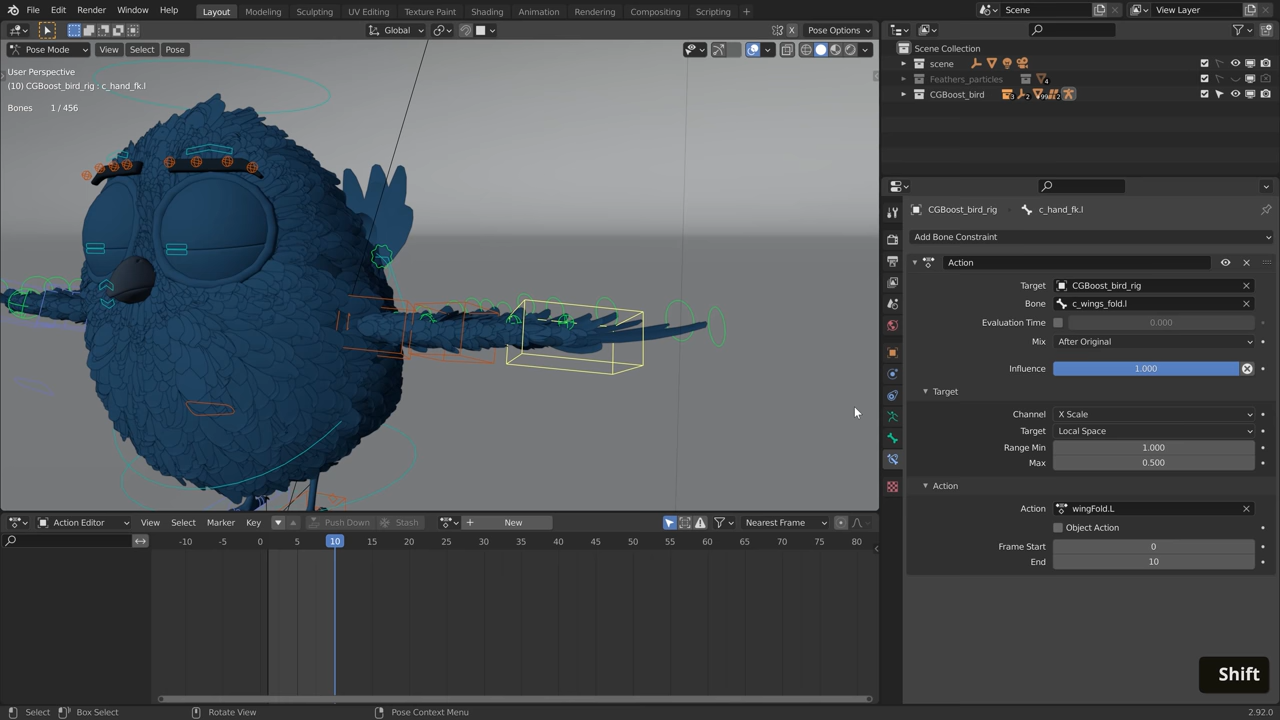 File Edit Render Window Help Layout Modeling Sculpting UV Editing Texture Paint Shading Animation Rendering Compositing Scripting + Scene View Layer
Global X Pose Options
Pose Mode View Select Pose
User Perspective
(10) CGBoost_bird_rig : c_hand_fk.l
Bones 1 / 456
Scene Collection
scene
Feathers_particles 4
CGBoost_bird 3 2 99 2
CGBoost_bird_rig c_hand_fk.l
Add Bone Constraint
Action
Target CGBoost_bird_rig
Bone c_wings_fold.l
Evaluation Time 0.000
Mix After Original
Influence 1.000
Target
Channel X Scale
Target Local Space
Range Min 1.000
Max 0.500
Action
Action wingFold.L
Object Action
Frame Start 0
End 10
Action Editor View Select Marker Key Push Down Stash + New Nearest Frame
-10 -5 0 5 10 15 20 25 30 35 40 45 50 55 60 65 70 75 80
Shift
Select Box Select Rotate View Pose Context Menu 2.92.0